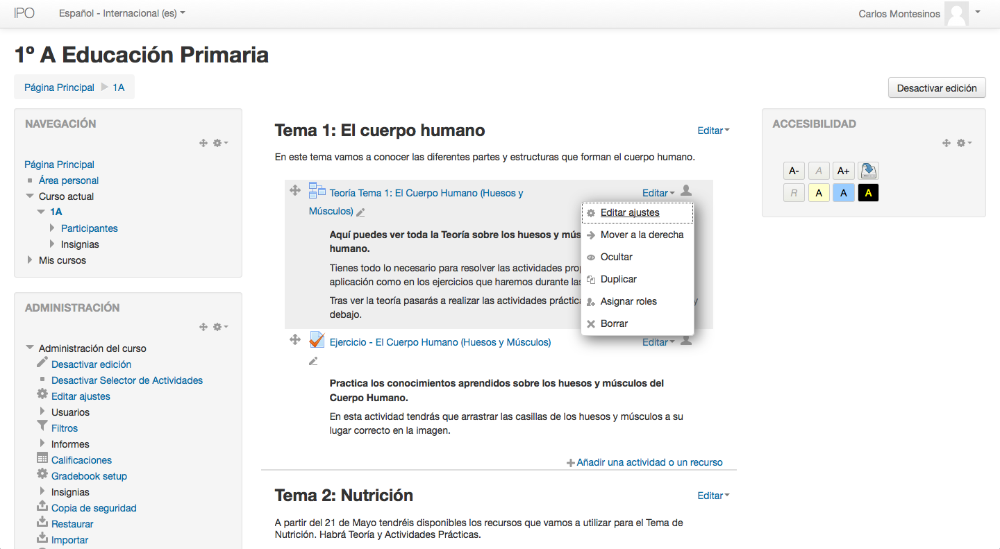 IPO
Español - Internacional (es)
Carlos Montesinos
1º A Educación Primaria
Página Principal
1A
Desactivar edición
NAVEGACIÓN
Página Principal
Área personal
Curso actual
1A
Participantes
Insignias
Mis cursos
ADMINISTRACIÓN
Administración del curso
Desactivar edición
Desactivar Selector de Actividades
Editar ajustes
Usuarios
Filtros
Informes
Calificaciones
Gradebook setup
Insignias
Copia de seguridad
Restaurar
Importar
Tema 1: El cuerpo humano
Editar
En este tema vamos a conocer las diferentes partes y estructuras que forman el cuerpo humano.
Teoría Tema 1: El Cuerpo Humano (Huesos y
Músculos)
Editar
Aquí puedes ver toda la Teoría sobre los huesos y mús
humano.
Tienes todo lo necesario para resolver las actividades prop
aplicación como en los ejercicios que haremos durante las
Tras ver la teoría pasarás a realizar las actividades práctica y
debajo.
Editar ajustes
Mover a la derecha
Ocultar
Duplicar
Asignar roles
Borrar
Ejercicio - El Cuerpo Humano (Huesos y Músculos)
Editar
Practica los conocimientos aprendidos sobre los huesos y músculos del
Cuerpo Humano.
En esta actividad tendrás que arrastrar las casillas de los huesos y músculos a su
lugar correcto en la imagen.
Añadir una actividad o un recurso
Tema 2: Nutrición
Editar
A partir del 21 de Mayo tendréis disponibles los recursos que vamos a utilizar para el Tema de
Nutrición. Habrá Teoría y Actividades Prácticas.
ACCESIBILIDAD
A- A A+
R A A A